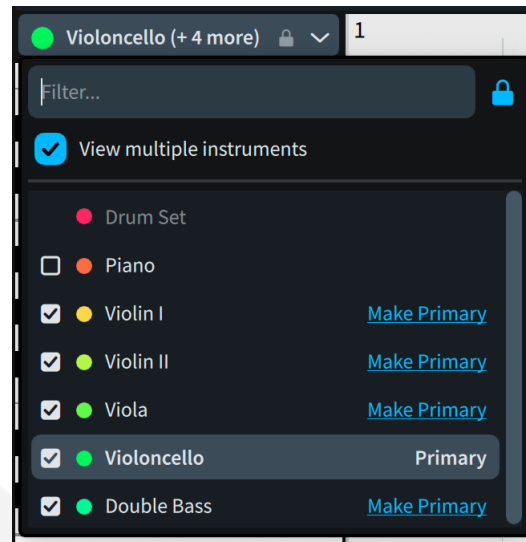 Violoncello (+ 4 more)
1
Filter...
View multiple instruments
Drum Set
Piano
Violin I Make Primary
Violin II Make Primary
Viola Make Primary
Violoncello Primary
Double Bass Make Primary